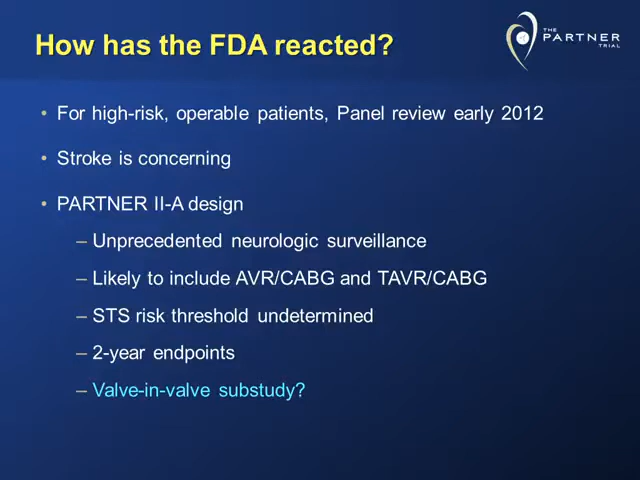 How has the FDA reacted?
THE
PARTNER
TRIAL
• For high-risk, operable patients, Panel review early 2012
• Stroke is concerning
• PARTNER II-A design
– Unprecedented neurologic surveillance
– Likely to include AVR/CABG and TAVR/CABG
– STS risk threshold undetermined
– 2-year endpoints
– Valve-in-valve substudy?